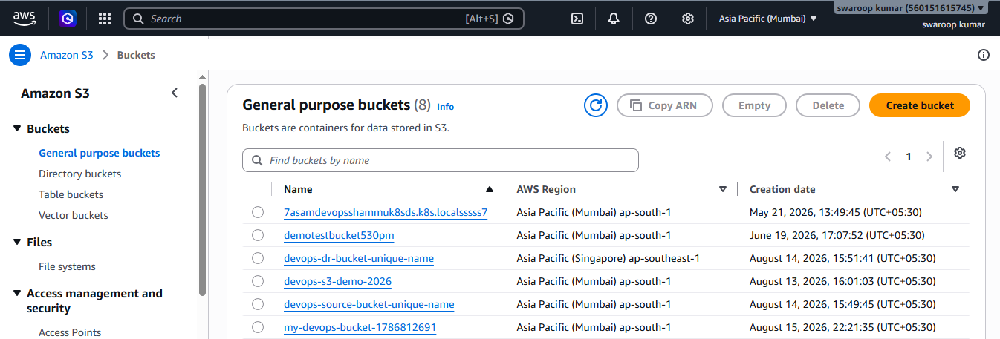 aws
Search [Alt+S]
Asia Pacific (Mumbai)
swaroop kumar (560151615745)
swaroop kumar
Amazon S3 Buckets
Amazon S3
Buckets
General purpose buckets
Directory buckets
Table buckets
Vector buckets
Files
File systems
Access management and
security
Access Points
General purpose buckets (8) Info
Copy ARN Empty Delete Create bucket
Buckets are containers for data stored in S3.
Find buckets by name
1
Name AWS Region Creation date
7asamdevopsshammuk8sds.k8s.localsssss7 Asia Pacific (Mumbai) ap-south-1 May 21, 2026, 13:49:45 (UTC+05:30)
demotestbucket530pm Asia Pacific (Mumbai) ap-south-1 June 19, 2026, 17:07:52 (UTC+05:30)
devops-dr-bucket-unique-name Asia Pacific (Singapore) ap-southeast-1 August 14, 2026, 15:51:41 (UTC+05:30)
devops-s3-demo-2026 Asia Pacific (Mumbai) ap-south-1 August 13, 2026, 16:01:03 (UTC+05:30)
devops-source-bucket-unique-name Asia Pacific (Mumbai) ap-south-1 August 14, 2026, 15:49:45 (UTC+05:30)
my-devops-bucket-1786812691 Asia Pacific (Mumbai) ap-south-1 August 15, 2026, 22:21:35 (UTC+05:30)